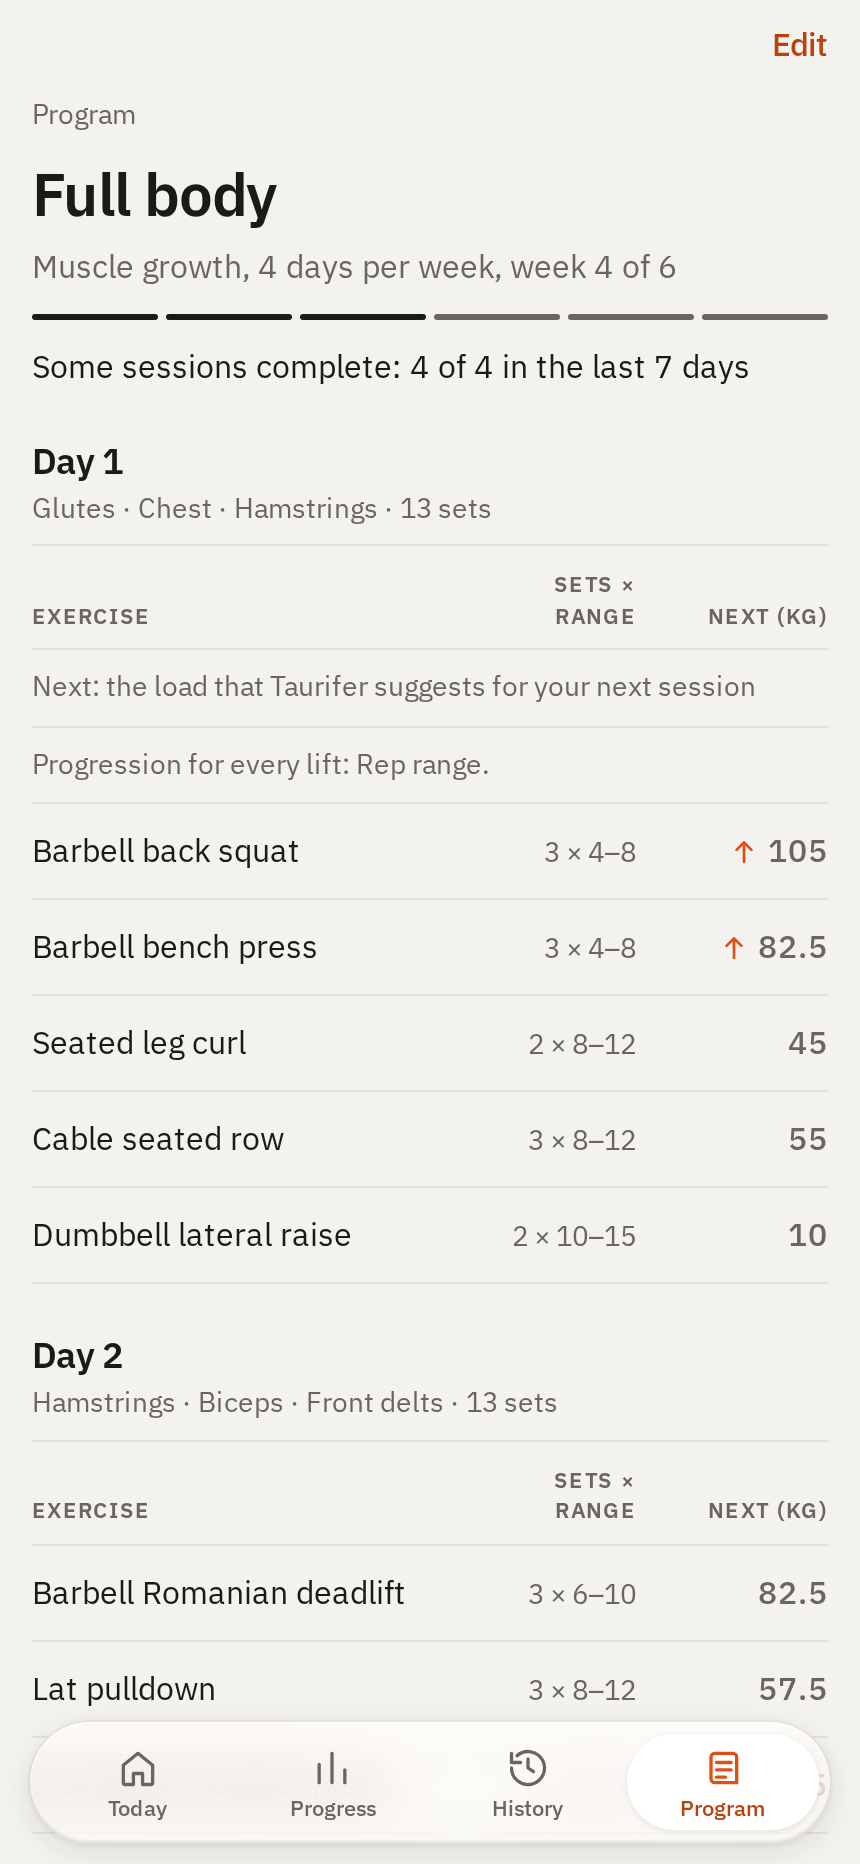 Edit
Program
Full body
Muscle growth, 4 days per week, week 4 of 6
Some sessions complete: 4 of 4 in the last 7 days
Day 1
Glutes · Chest · Hamstrings · 13 sets
EXERCISE SETS × RANGE NEXT (KG)
Next: the load that Taurifer suggests for your next session
Progression for every lift: Rep range.
Barbell back squat 3 × 4–8 ↑ 105
Barbell bench press 3 × 4–8 ↑ 82.5
Seated leg curl 2 × 8–12 45
Cable seated row 3 × 8–12 55
Dumbbell lateral raise 2 × 10–15 10
Day 2
Hamstrings · Biceps · Front delts · 13 sets
EXERCISE SETS × RANGE NEXT (KG)
Barbell Romanian deadlift 3 × 6–10 82.5
Lat pulldown 3 × 8–12 57.5
Today Progress History Program